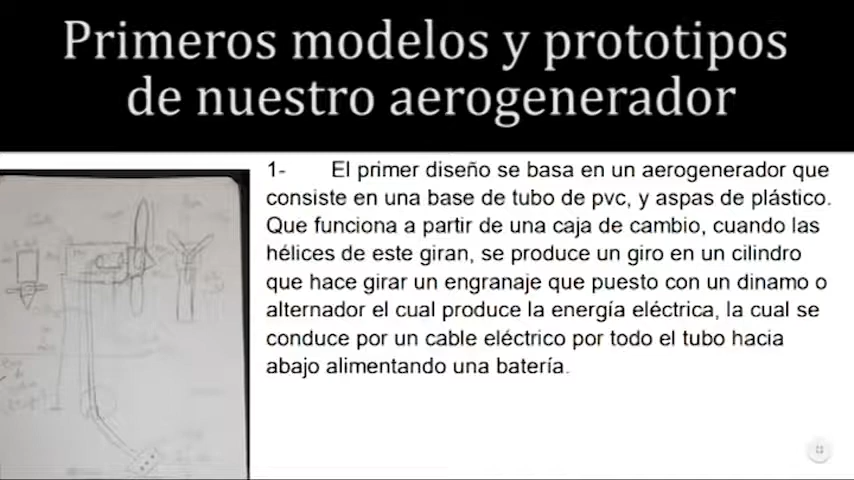 Primeros modelos y prototipos
de nuestro aerogenerador
1- El primer diseño se basa en un aerogenerador que
consiste en una base de tubo de pvc, y aspas de plástico.
Que funciona a partir de una caja de cambio, cuando las
hélices de este giran, se produce un giro en un cilindro
que hace girar un engranaje que puesto con un dinamo o
alternador el cual produce la energía eléctrica, la cual se
conduce por un cable eléctrico por todo el tubo hacia
abajo alimentando una batería.